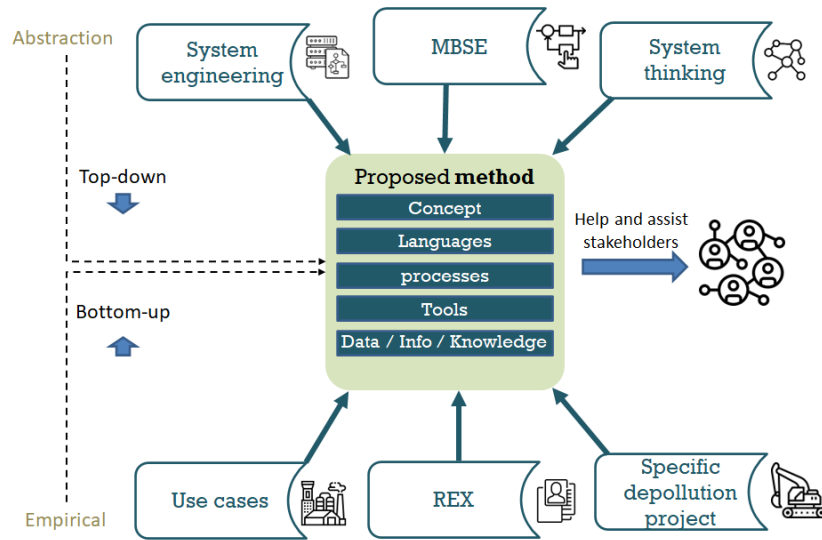 Abstraction
System
engineering
MBSE
System
thinking
Top-down
Proposed method
Concept
Languages
processes
Tools
Data / Info / Knowledge
Help and assist
stakeholders
Bottom-up
Use cases
REX
Specific
depollution
project
Empirical